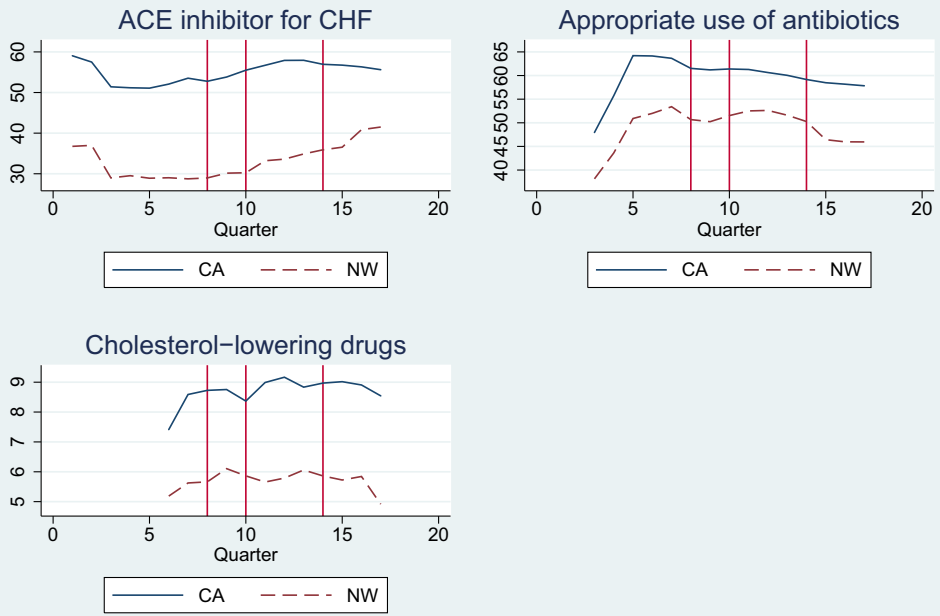 ACE inhibitor for CHF
60
50
40
30
0 5 10 15 20
Quarter
CA NW
Appropriate use of antibiotics
65
60
55
50
45
40
0 5 10 15 20
Quarter
CA NW
Cholesterol−lowering drugs
9
8
7
6
5
0 5 10 15 20
Quarter
CA NW